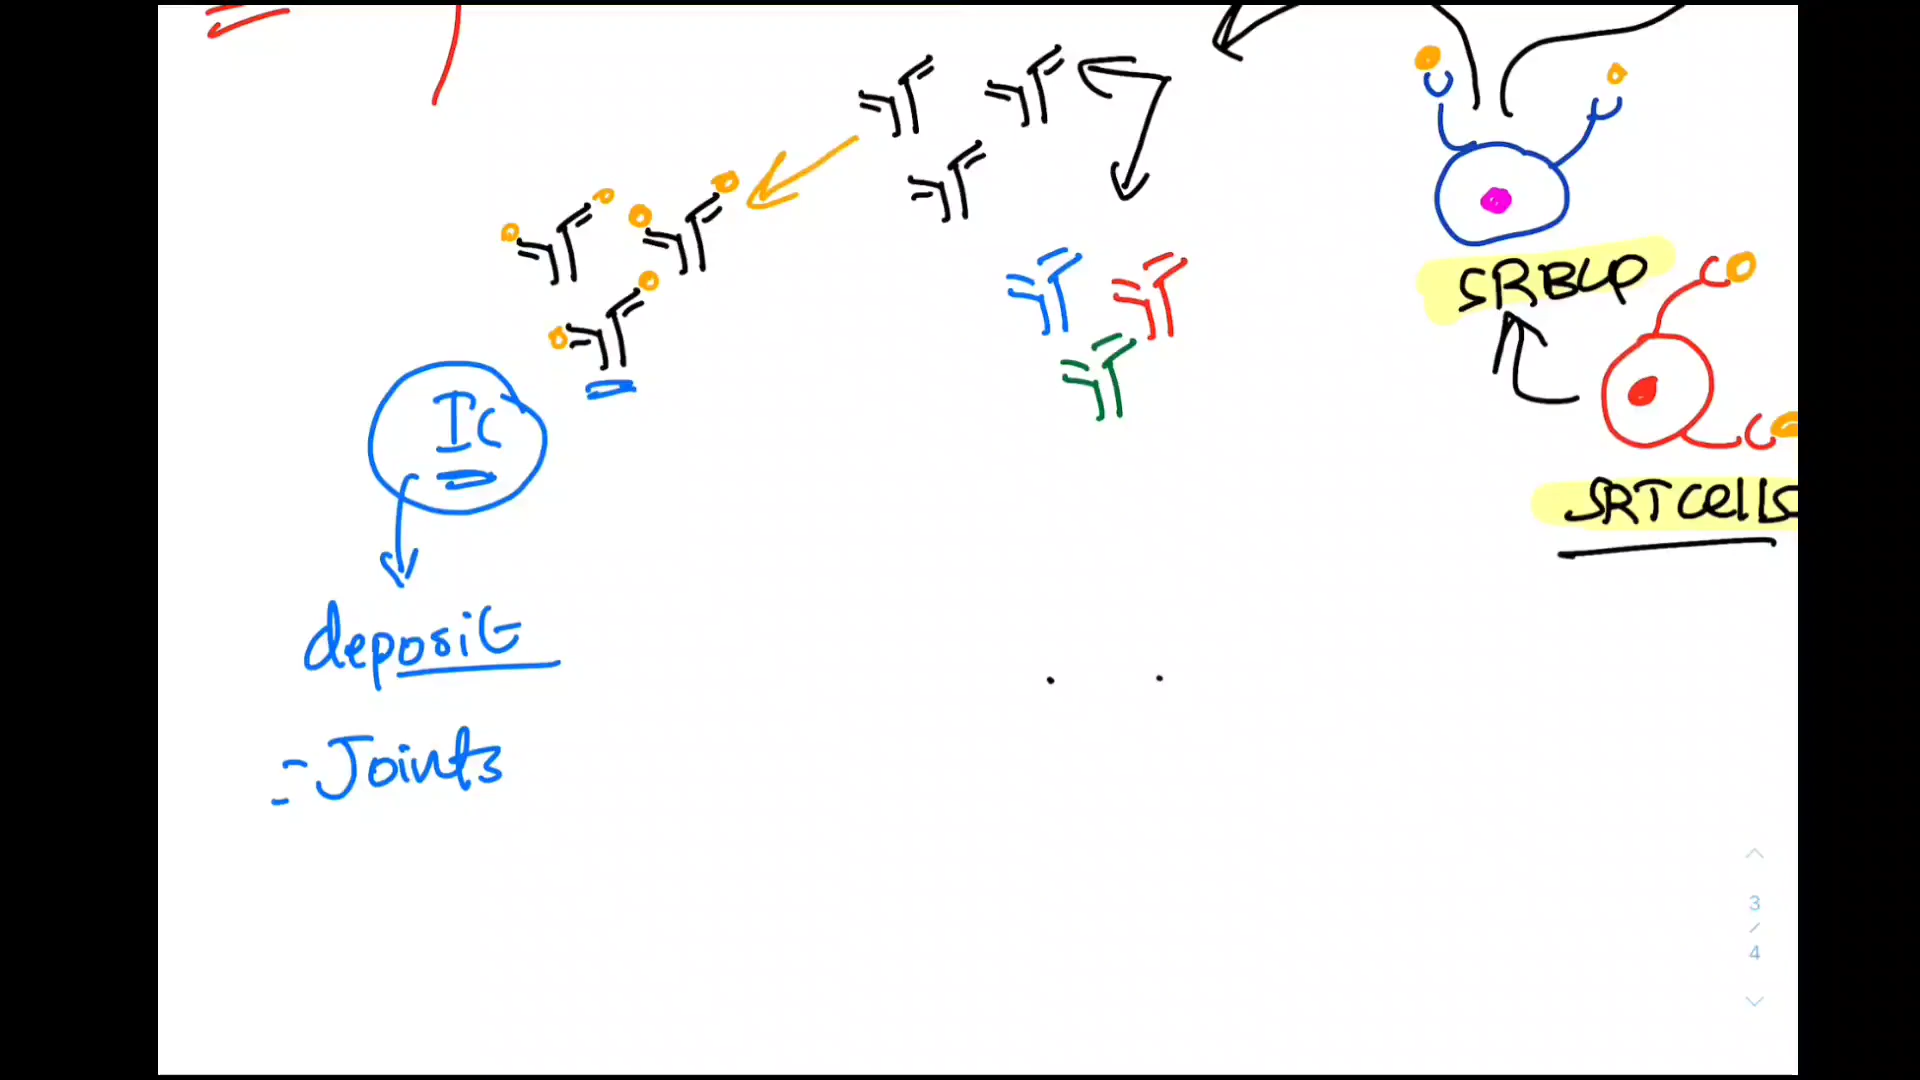 SRBLP
IC
SRT cells
deposit
- Joints
-
3
/
4